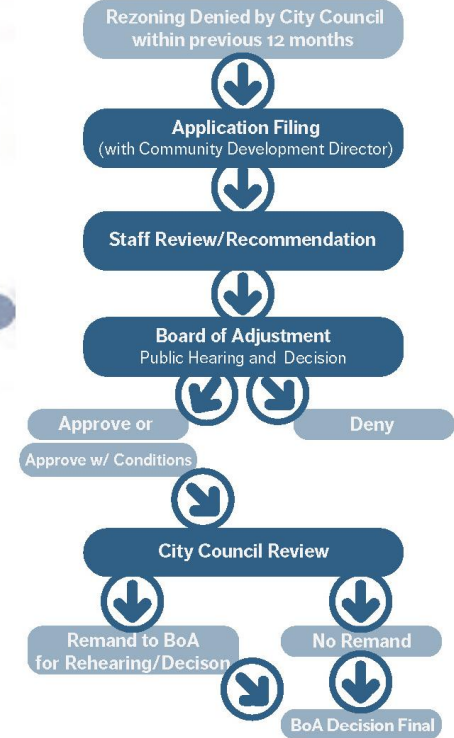 Rezoning Denied by City Council
within previous 12 months
Application Filing
(with Community Development Director)
Staff Review/Recommendation
Board of Adjustment
Public Hearing and Decision
Approve or
Deny
Approve w/ Conditions
City Council Review
Remand to BoA
for Rehearing/Decison
No Remand
BoA Decision Final